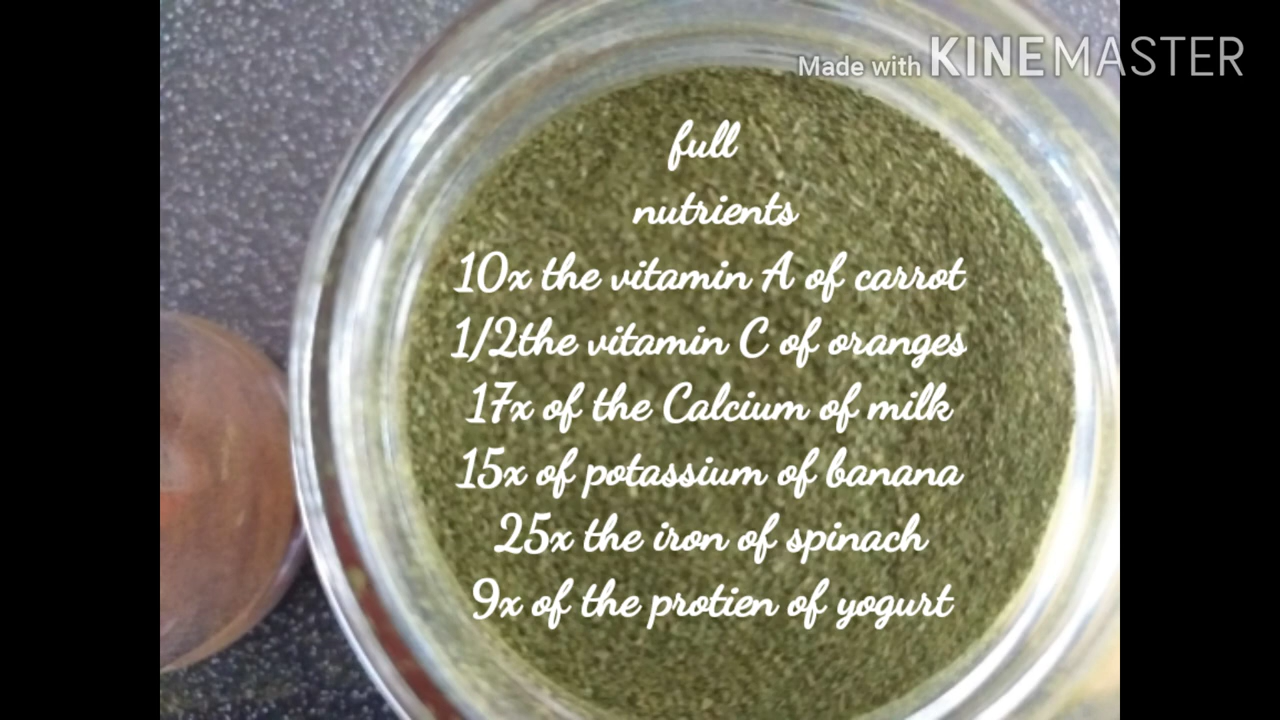 Made with KINEMASTER
full
nutrients
10x the vitamin A of carrot
1/2the vitamin C of oranges
17x of the Calcium of milk
15x of potassium of banana
25x the iron of spinach
9x of the protien of yogurt